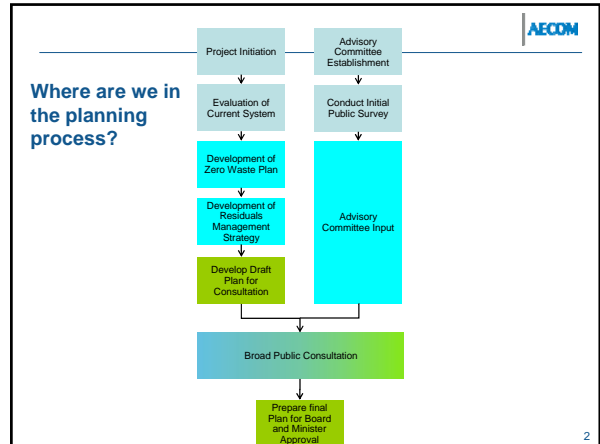 AECOM
Where are we in
the planning
process?
Project Initiation
Evaluation of
Current System
Development of
Zero Waste Plan
Development of
Residuals
Management
Strategy
Develop Draft
Plan for
Consultation
Advisory
Committee
Establishment
Conduct Initial
Public Survey
Advisory
Committee Input
Broad Public Consultation
Prepare final
Plan for Board
and Minister
Approval
2